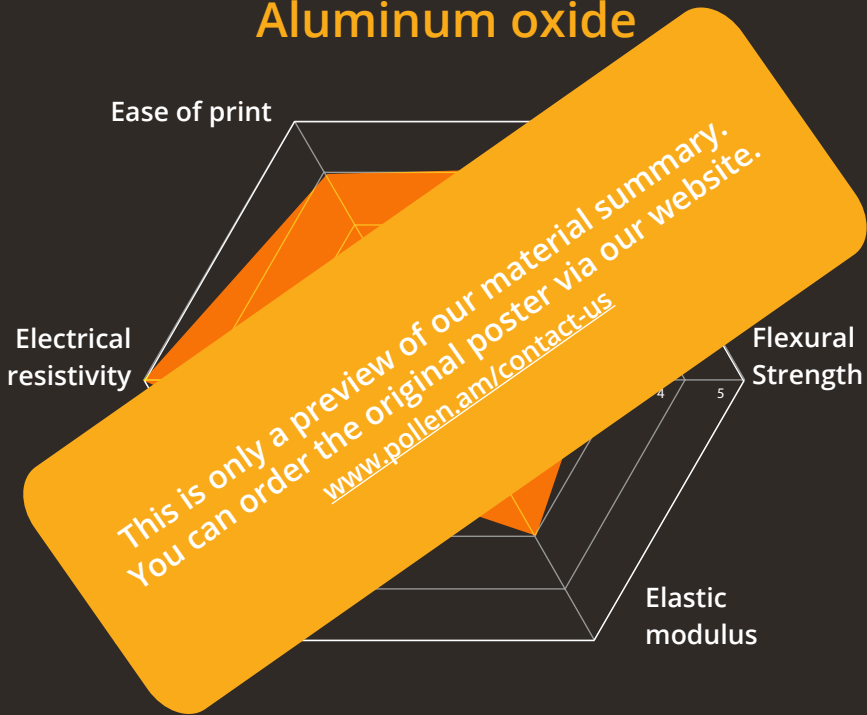 Aluminum oxide
Ease of print
This is only a preview of our material summary.
You can order the original poster via our website.
www.pollen.am/contact-us
Electrical
resistivity
Flexural
Strength
4
5
Elastic
modulus